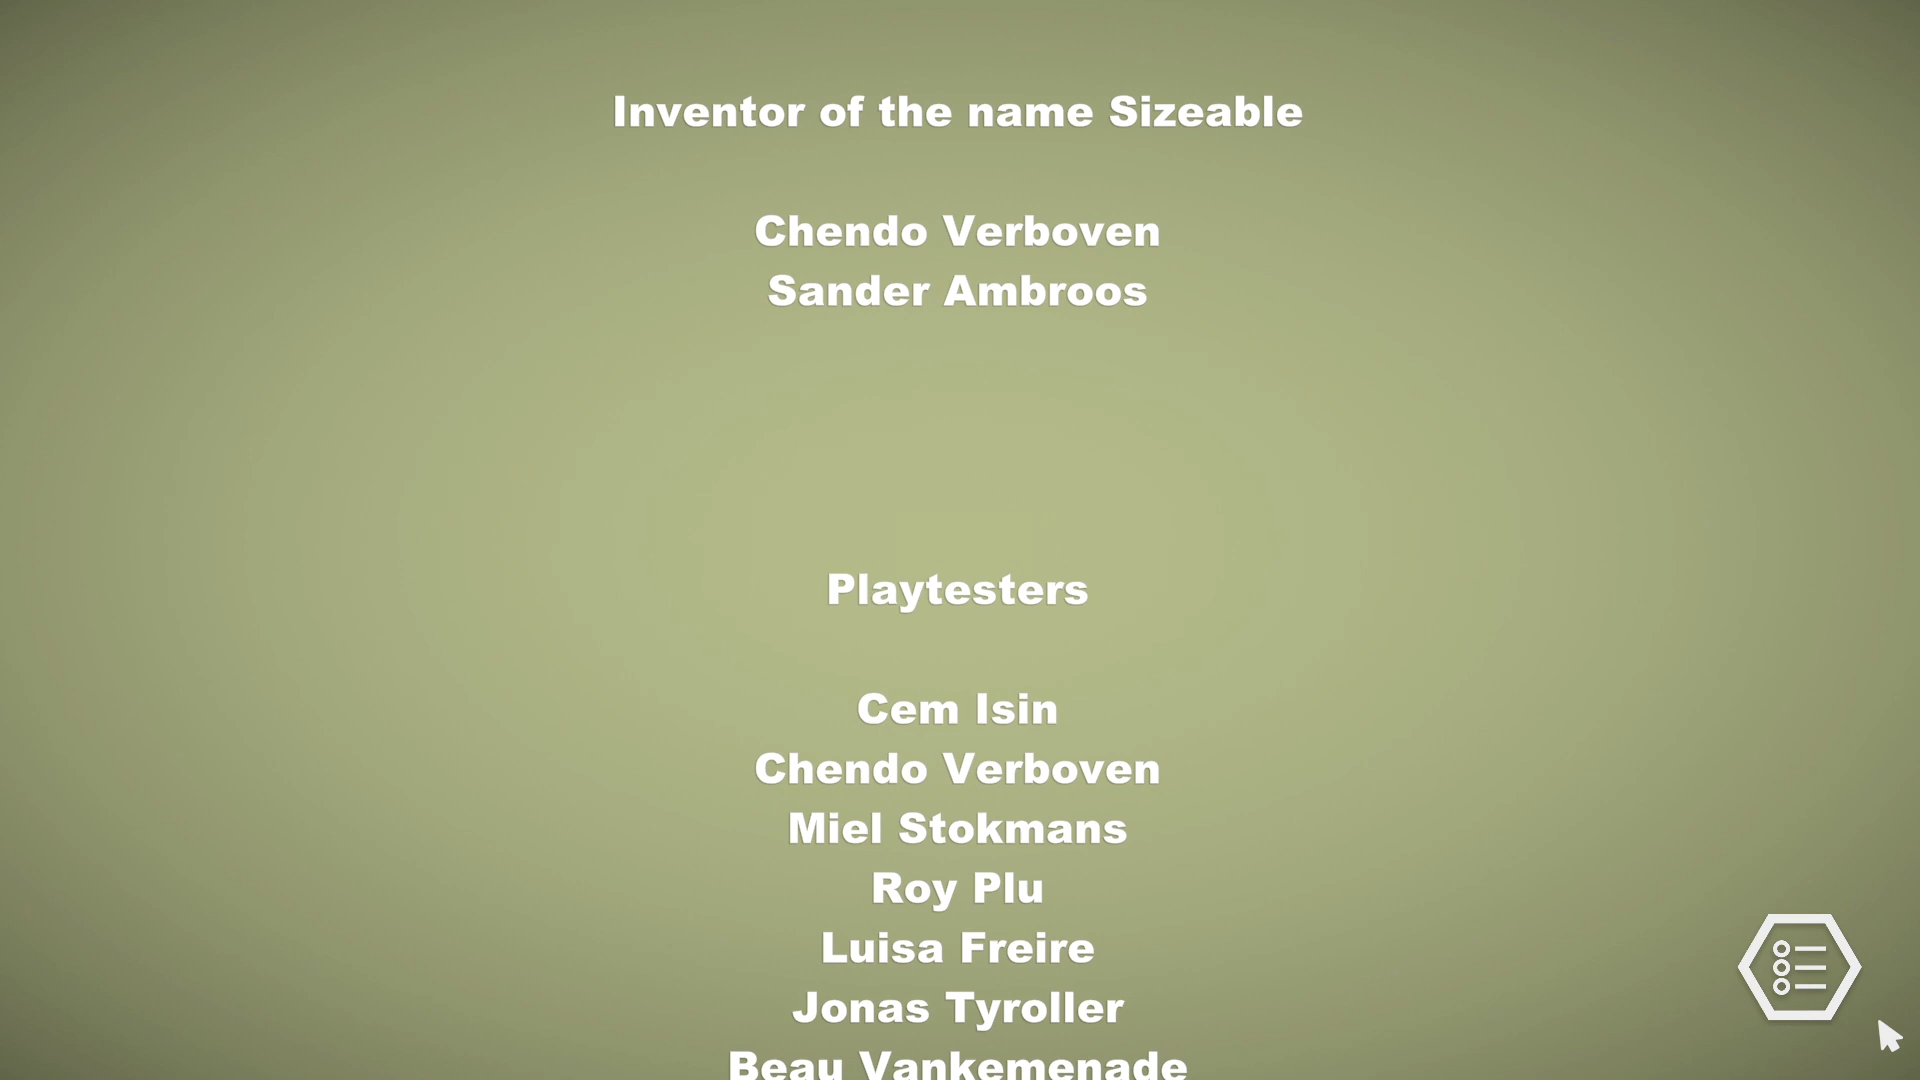 Inventor of the name Sizeable
Chendo Verboven
Sander Ambroos
Playtesters
Cem Isin
Chendo Verboven
Miel Stokmans
Roy Plu
Luisa Freire
Jonas Tyroller
Beau Vankemenade